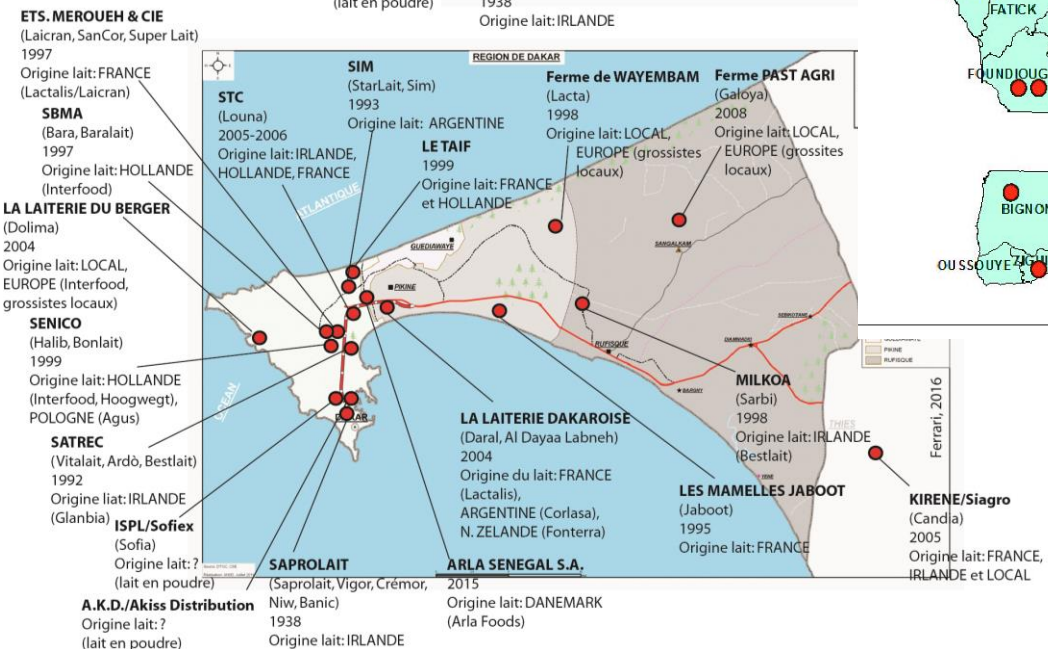 (lait en poudre)
1938
Origine lait: IRLANDE
ETS. MEROUEH & CIE
(Laicran, SanCor, Super Lait)
1997
Origine lait: FRANCE
(Lactalis/Laicran)
SBMA
(Bara, Baralait)
1997
Origine lait: HOLLANDE
(Interfood)
LA LAITERIE DU BERGER
(Dolima)
2004
Origine lait: LOCAL,
EUROPE (Interfood,
grossistes locaux)
SENICO
(Halib, Bonlait)
1999
Origine lait: HOLLANDE
(Interfood, Hoogwegt),
POLOGNE (Agus)
SATREC
(Vitalait, Ardò, Bestlait)
1992
Origine liat: IRLANDE
(Glanbia)
ISPL/Sofiex
(Sofia)
Origine lait: ?
(lait en poudre)
A.K.D./Akiss Distribution
Origine lait: ?
(lait en poudre)
REGION DE DAKAR
STC
(Louna)
2005-2006
Origine lait: IRLANDE,
HOLLANDE, FRANCE
SIM
(StarLait, Sim)
1993
Origine lait: ARGENTINE
LE TAIF
1999
Origine lait: FRANCE
et HOLLANDE
Ferme de WAYEMBAM
(Lacta)
1998
Origine lait: LOCAL,
EUROPE (grossistes
locaux)
Ferme PAST AGRI
(Galoya)
2008
Origine lait: LOCAL,
EUROPE (grossites
locaux)
ATLANTIQUE
OCEAN
GUEDIAWAYE
PIKINE
SANGALKAM
SEBIKOTANE
DIAMNIADIO
RUFISQUE
BARGNY
YENE
DAKAR
THIES
SAPROLAIT
(Saprolait, Vigor, Crémor,
Niw, Banic)
1938
Origine lait: IRLANDE
ARLA SENEGAL S.A.
2015
Origine lait: DANEMARK
(Arla Foods)
LA LAITERIE DAKAROISE
(Daral, Al Dayaa Labneh)
2004
Origine du lait: FRANCE
(Lactalis),
ARGENTINE (Corlasa),
N. ZELANDE (Fonterra)
MILKOA
(Sarbi)
1998
Origine lait: IRLANDE
(Bestlait)
LES MAMELLES JABOOT
(Jaboot)
1995
Origine lait: FRANCE
KIRENE/Siagro
(Candia)
2005
Origine lait: FRANCE,
IRLANDE et LOCAL
PIKINE
RUFISQUE
Ferrari, 2016
FATICK
FOUNDIOUG
BIGNON
OUSSOUYE